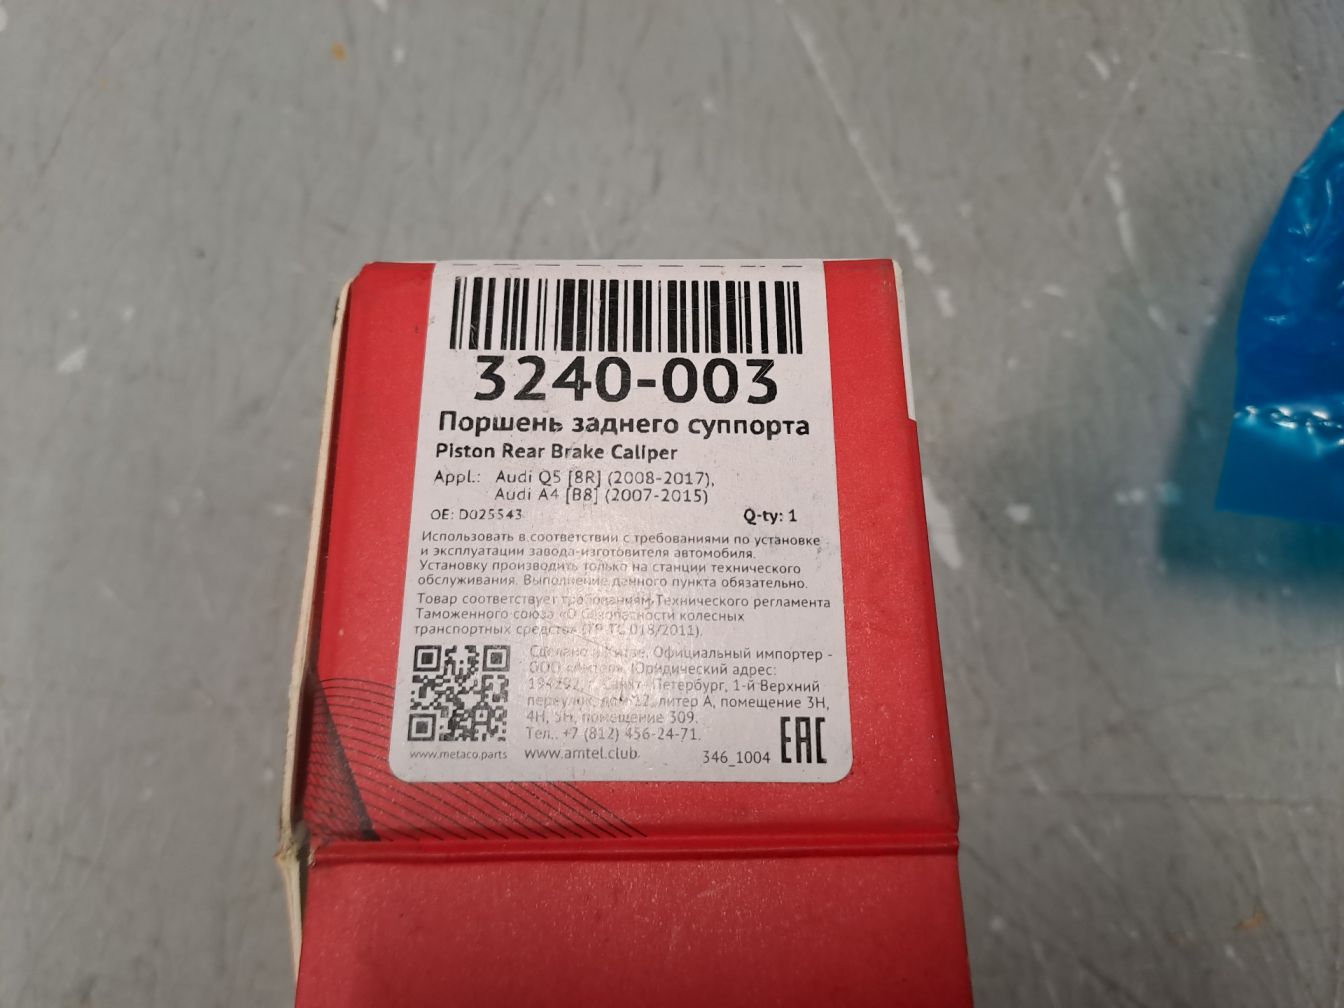 3240-003
Поршень заднего суппорта
Piston Rear Brake Caliper
Appl.: Audi Q5 [8R] (2008-2017),
Audi A4 [B8] (2007-2015)
OE: D025543 Q-ty: 1
Использовать в соответствии с требованиями по установке
и эксплуатации завода-изготовителя автомобиля.
Установку производить только на станции технического
обслуживания. Выполнение данного пункта обязательно.
Товар соответствует требованиям Технического регламента
Таможенного союза «О безопасности колесных
транспортных средств» (ТР ТС 018/2011).
Сделано в Китае. Официальный импортер -
ООО «Амтел». Юридический адрес:
194292, г. Санкт-Петербург, 1-й Верхний
переулок, дом 12, литер А, помещение 3Н,
4Н, 5Н, помещение 309.
Тел.: +7 (812) 456-24-71.
www.metaco.parts www.amtel.club 346_1004 EAC